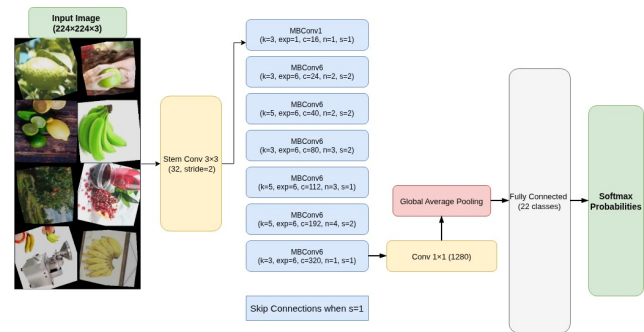 Input Image
(224×224×3)
Stem Conv 3×3
(32, stride=2)
MBConv1
(k=3, exp=1, c=16, n=1, s=1)
MBConv6
(k=3, exp=6, c=24, n=2, s=2)
MBConv6
(k=5, exp=6, c=40, n=2, s=2)
MBConv6
(k=3, exp=6, c=80, n=3, s=2)
MBConv6
(k=5, exp=6, c=112, n=3, s=1)
MBConv6
(k=5, exp=6, c=192, n=4, s=2)
MBConv6
(k=3, exp=6, c=320, n=1, s=1)
Skip Connections when s=1
Conv 1×1 (1280)
Global Average Pooling
Fully Connected
(22 classes)
Softmax
Probabilities